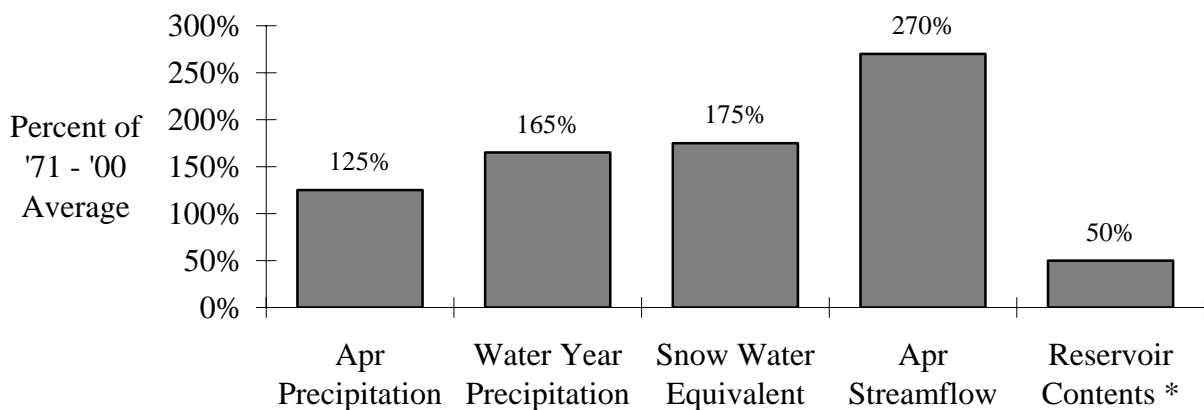 Percent of
'71 - '00
Average
300%
250%
200%
150%
100%
50%
0%
125%
165%
175%
270%
50%
Apr
Precipitation
Water Year
Precipitation
Snow Water
Equivalent
Apr
Streamflow
Reservoir
Contents *